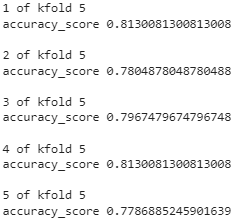 1 of kfold 5
accuracy_score 0.8130081300813008
2 of kfold 5
accuracy_score 0.7804878048780488
3 of kfold 5
accuracy_score 0.7967479674796748
4 of kfold 5
accuracy_score 0.8130081300813008
5 of kfold 5
accuracy_score 0.7786885245901639